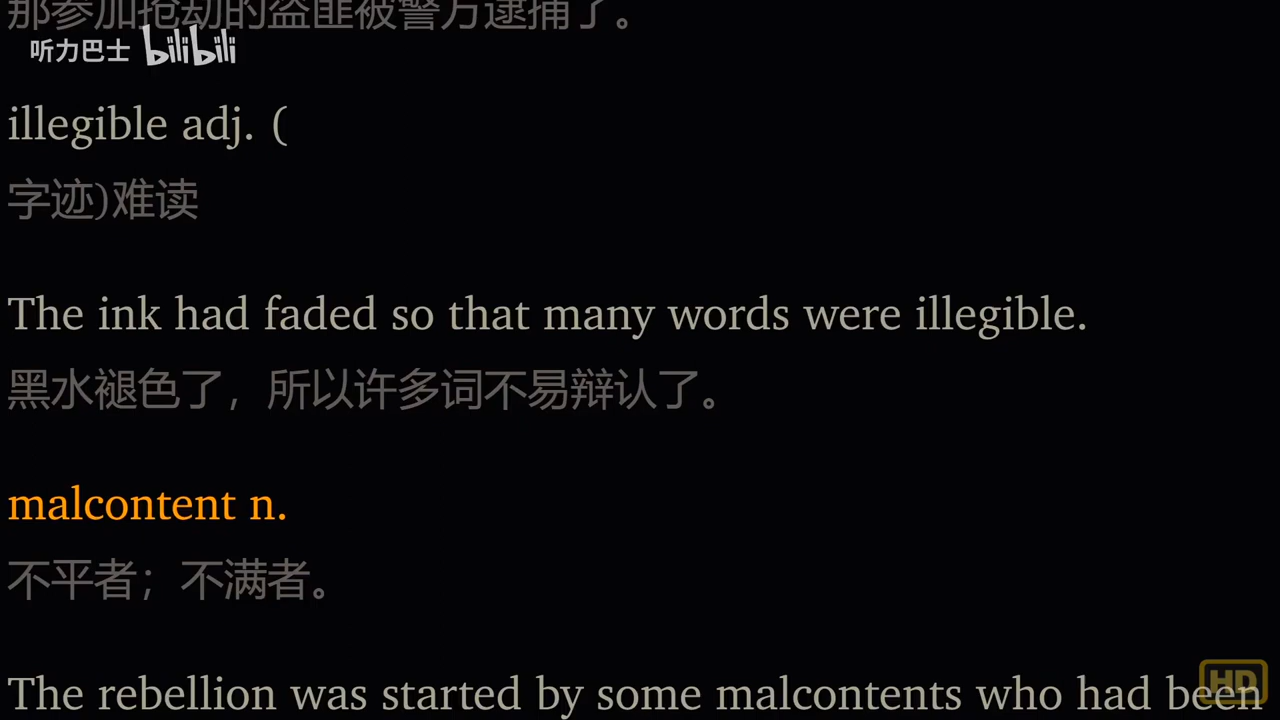 那参加抢劫的盗匪被警方逮捕了。
听力巴士 bilibili
illegible adj. (
字迹)难读
The ink had faded so that many words were illegible.
黑水褪色了，所以许多词不易辩认了。
malcontent n.
不平者；不满者。
The rebellion was started by some malcontents who had been
HD